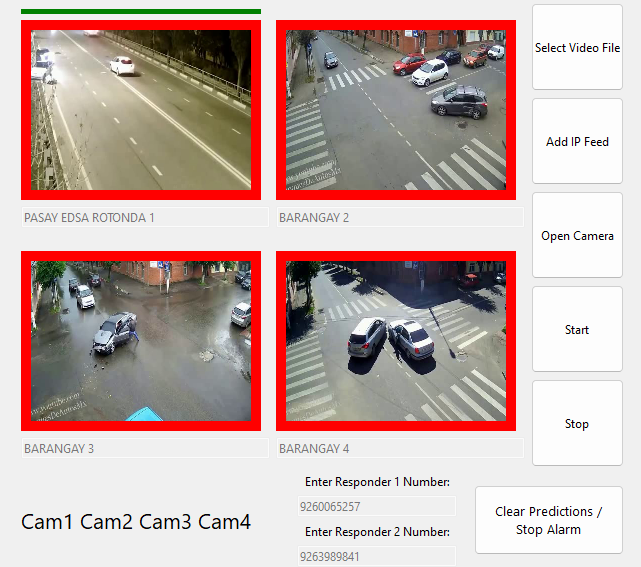 Select Video File
Add IP Feed
PASAY EDSA ROTONDA 1
BARANGAY 2
Open Camera
Start
Stop
BARANGAY 3
BARANGAY 4
Enter Responder 1 Number:
9260065257
Cam1 Cam2 Cam3 Cam4
Clear Predictions /
Stop Alarm
Enter Responder 2 Number:
9263989841